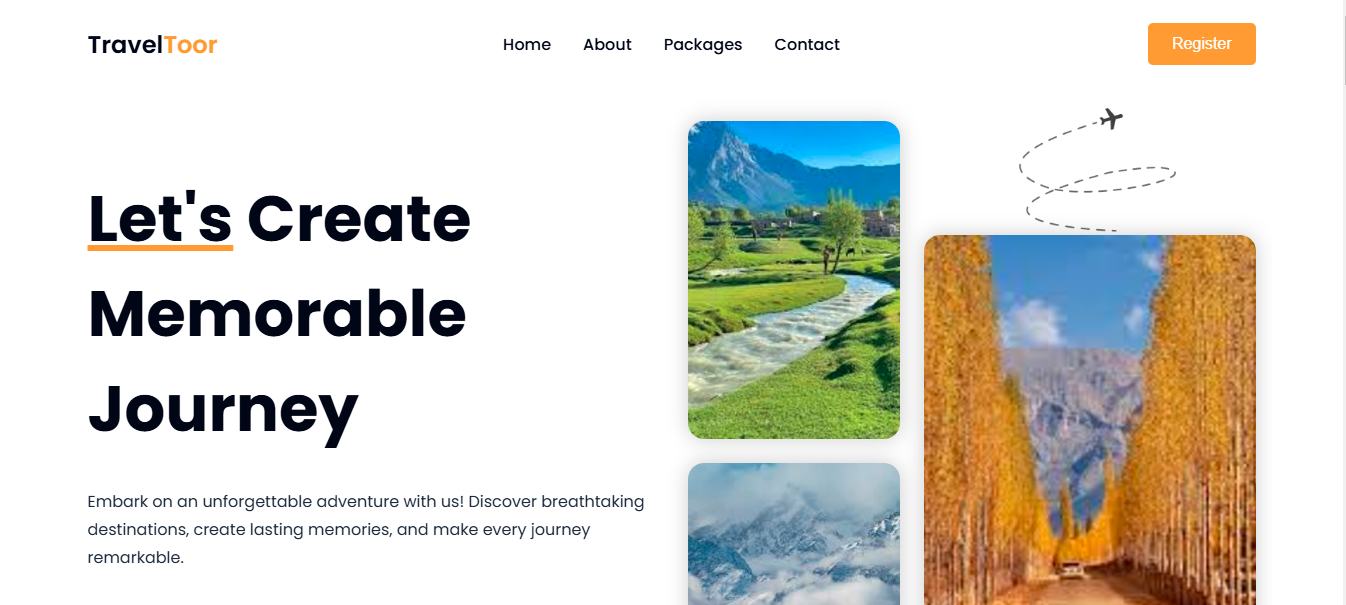 TravelToor
Home
About
Packages
Contact
Register
Let's Create
Memorable
Journey
Embark on an unforgettable adventure with us! Discover breathtaking
destinations, create lasting memories, and make every journey
remarkable.